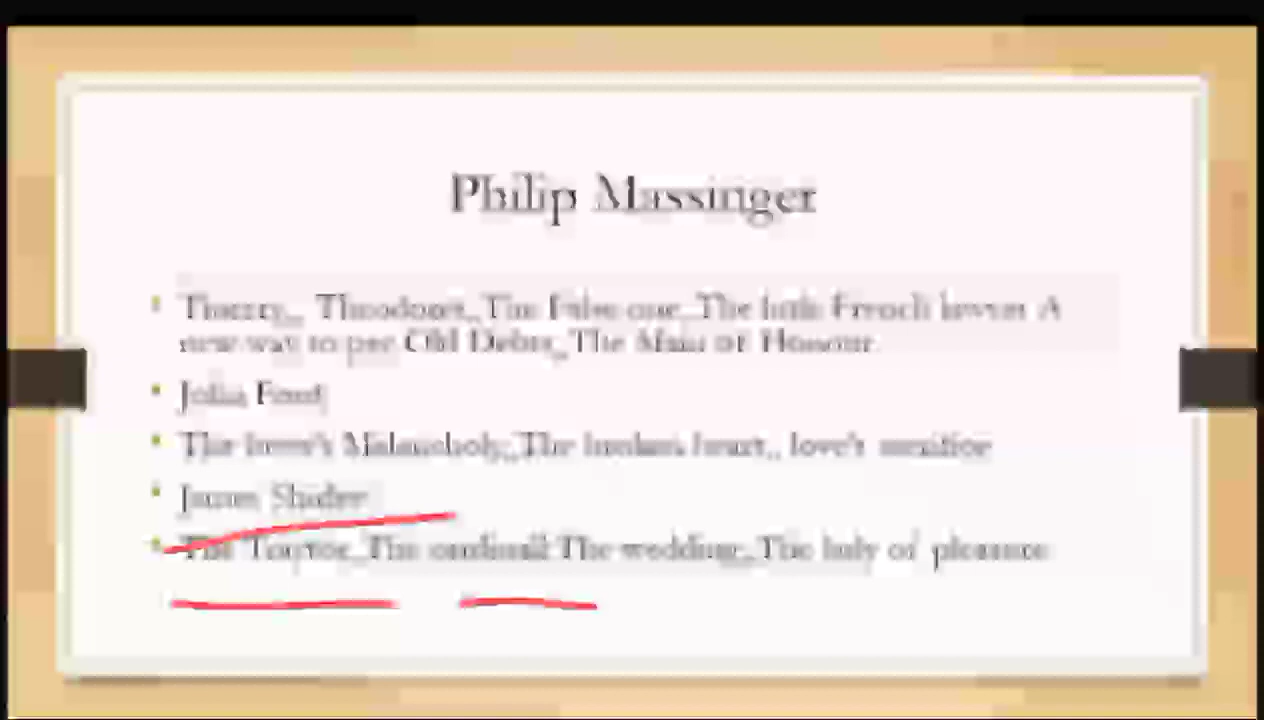 Philip Massinger
Thierry, Theodoret, The False one, The little French lawyer A
new way to pay Old Debts, The Maid of Honour
John Ford
The lover's Melancholy, The broken heart, love's sacrifice
James Shirley
The Traytor, The cardinall The wedding, The lady of pleasure